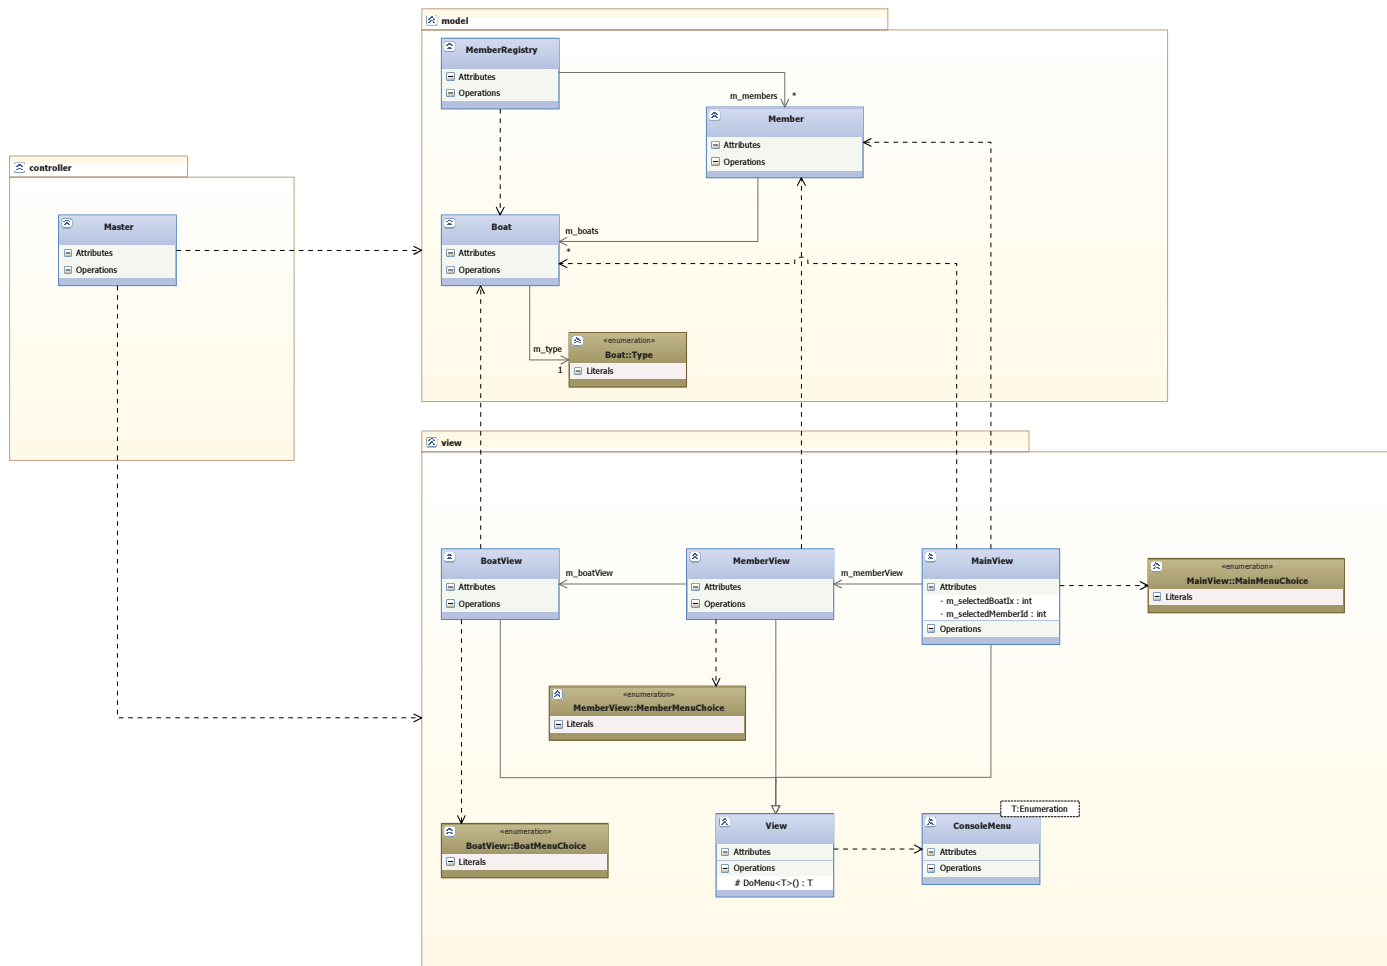 model
MemberRegistry
Attributes
Operations
m_members
*
Member
Attributes
Operations
controller
Master
Attributes
Operations
Boat
Attributes
Operations
m_boats
*
m_type
1
«enumeration»
Boat::Type
Literals
view
BoatView
Attributes
Operations
m_boatView
MemberView
Attributes
Operations
m_memberView
MainView
Attributes
- m_selectedBoatIx : int
- m_selectedMemberId : int
Operations
«enumeration»
MainView::MainMenuChoice
Literals
«enumeration»
MemberView::MemberMenuChoice
Literals
«enumeration»
BoatView::BoatMenuChoice
Literals
View
Attributes
Operations
# DoMenu<T>() : T
T:Enumeration
ConsoleMenu
Attributes
Operations